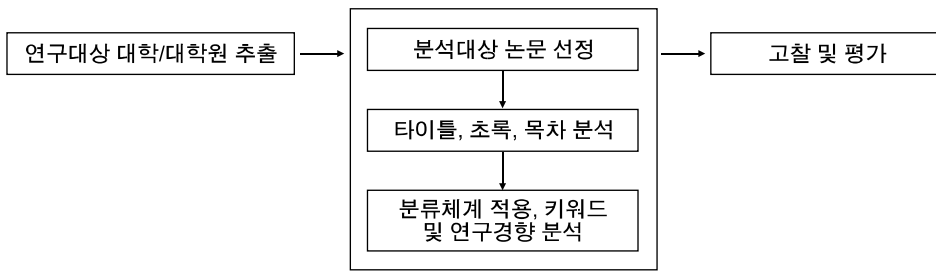 연구대상 대학/대학원 추출
분석대상 논문 선정
타이틀, 초록, 목차 분석
분류체계 적용, 키워드
및 연구경향 분석
고찰 및 평가